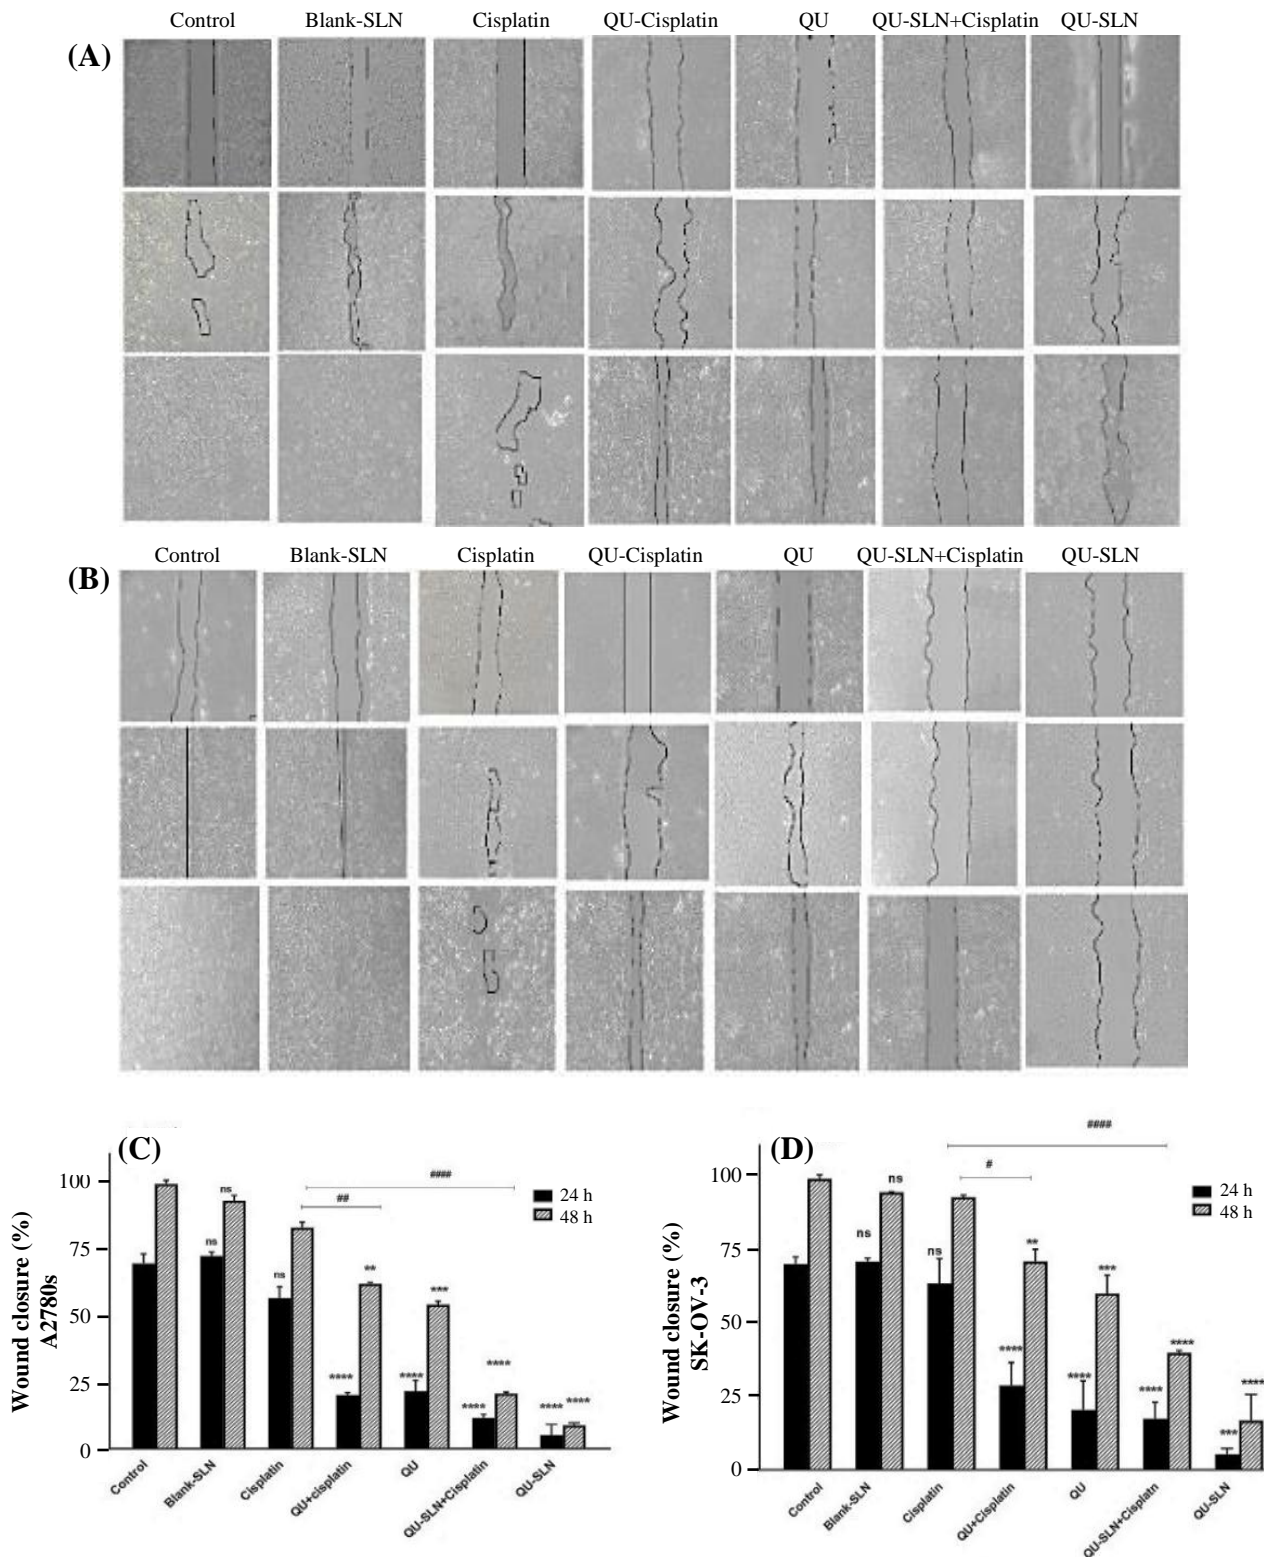 Control Blank-SLN Cisplatin QU-Cisplatin QU QU-SLN+Cisplatin QU-SLN
(A)
Control Blank-SLN Cisplatin QU-Cisplatin QU QU-SLN+Cisplatin QU-SLN
(B)
(C)
Wound closure (%)
A2780s
100
75
50
25
0
ns
ns
ns
##
####
****
**
****
***
****
****
****
****
24 h
48 h
Control
Blank-SLN
Cisplatin
QU+cisplatin
QU
QU-SLN+Cisplatin
QU-SLN
(D)
Wound closure (%)
SK-OV-3
100
75
50
25
0
ns
ns
ns
#
####
****
**
****
***
****
****
***
****
24 h
48 h
Control
Blank-SLN
Cisplatin
QU+Cisplatin
QU
QU-SLN+Cisplatn
QU-SLN